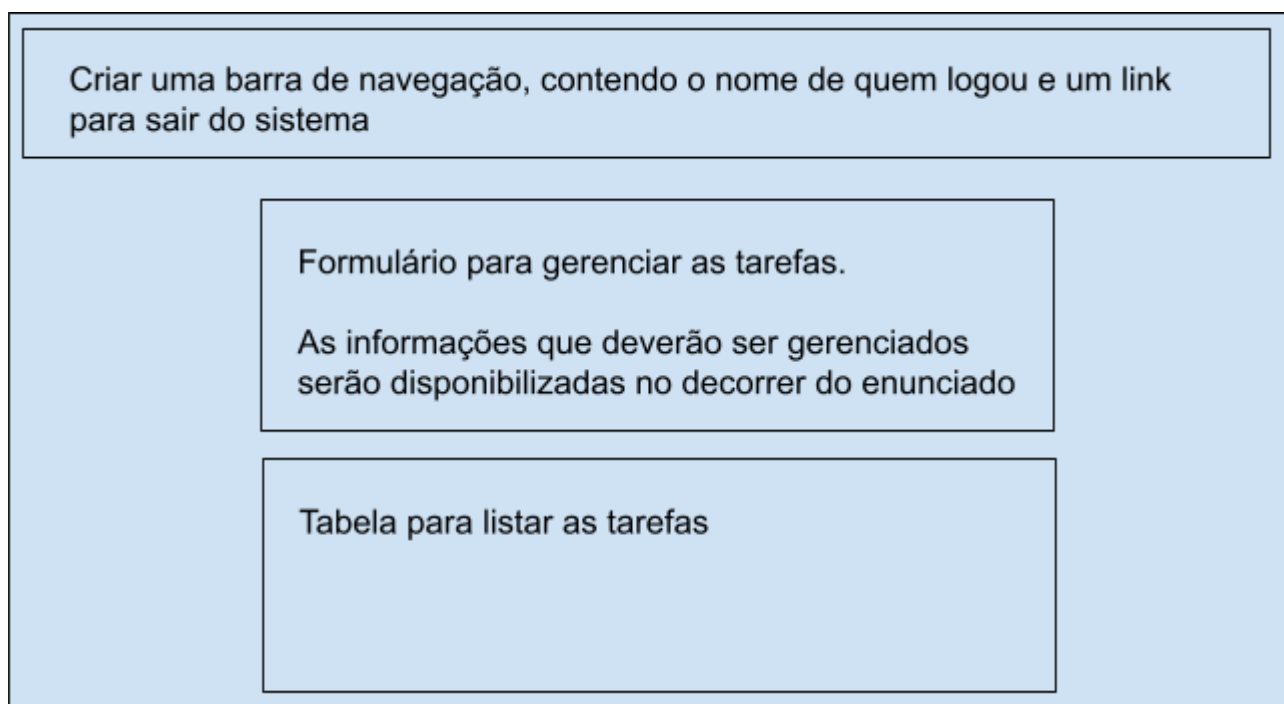 Criar uma barra de navegação, contendo o nome de quem logou e um link
para sair do sistema
Formulário para gerenciar as tarefas.
As informações que deverão ser gerenciados
serão disponibilizadas no decorrer do enunciado
Tabela para listar as tarefas